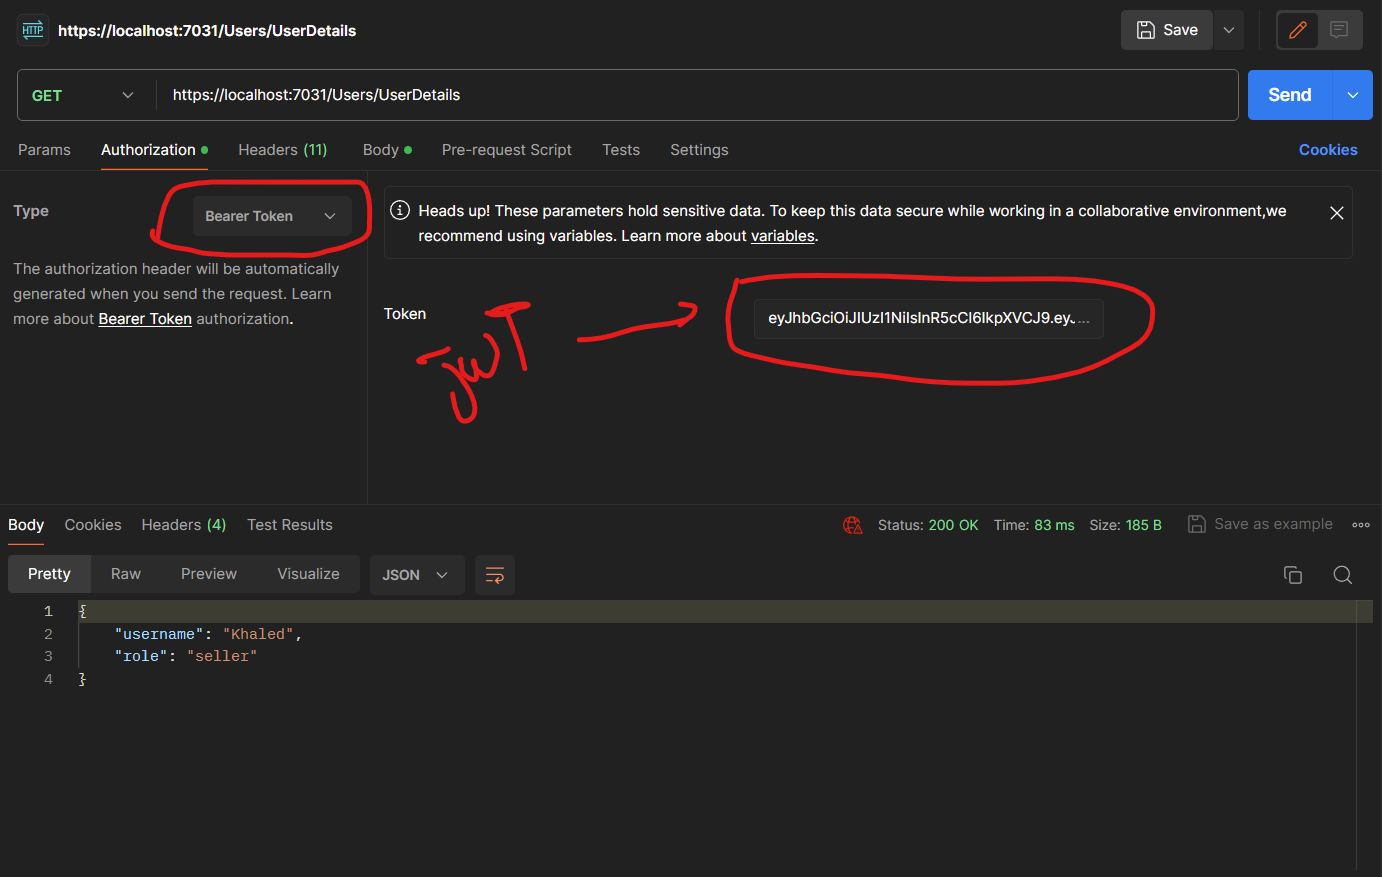 HTTP https://localhost:7031/Users/UserDetails Save
GET https://localhost:7031/Users/UserDetails Send
Params Authorization Headers (11) Body Pre-request Script Tests Settings Cookies
Type Bearer Token
The authorization header will be automatically
generated when you send the request. Learn
more about Bearer Token authorization.
Heads up! These parameters hold sensitive data. To keep this data secure while working in a collaborative environment,we
recommend using variables. Learn more about variables.
Token eyJhbGciOiJIUzI1NiIsInR5cCI6IkpXVCJ9.eyJ...
JWT
Body Cookies Headers (4) Test Results Status: 200 OK Time: 83 ms Size: 185 B Save as example
Pretty Raw Preview Visualize JSON
1 {
2 "username": "Khaled",
3 "role": "seller"
4 }